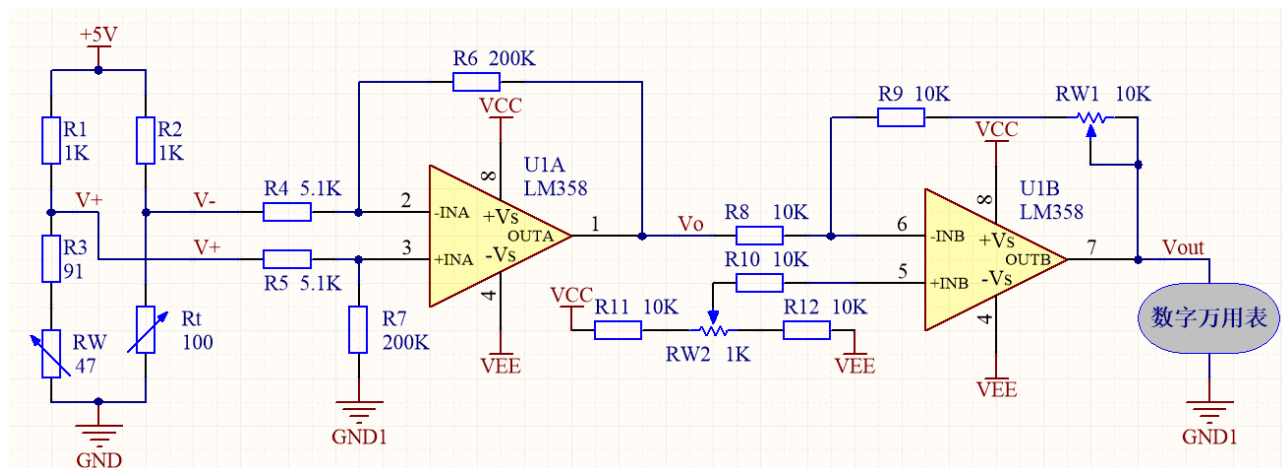 +5V
R1
1K
R2
1K
V+
V-
V+
R3
91
RW
47
Rt
100
GND
R4 5.1K
R5 5.1K
R6 200K
VCC
U1A
LM358
2
3
8
4
1
-INA
+INA
+Vs
-Vs
OUTA
R7
200K
VEE
GND1
Vo
R8 10K
R10 10K
R9 10K
RW1 10K
VCC
U1B
LM358
6
5
8
4
7
-INB
+INB
+Vs
-Vs
OUTB
VCC
R11 10K
RW2 1K
R12 10K
VEE
VEE
Vout
数字万用表
GND1